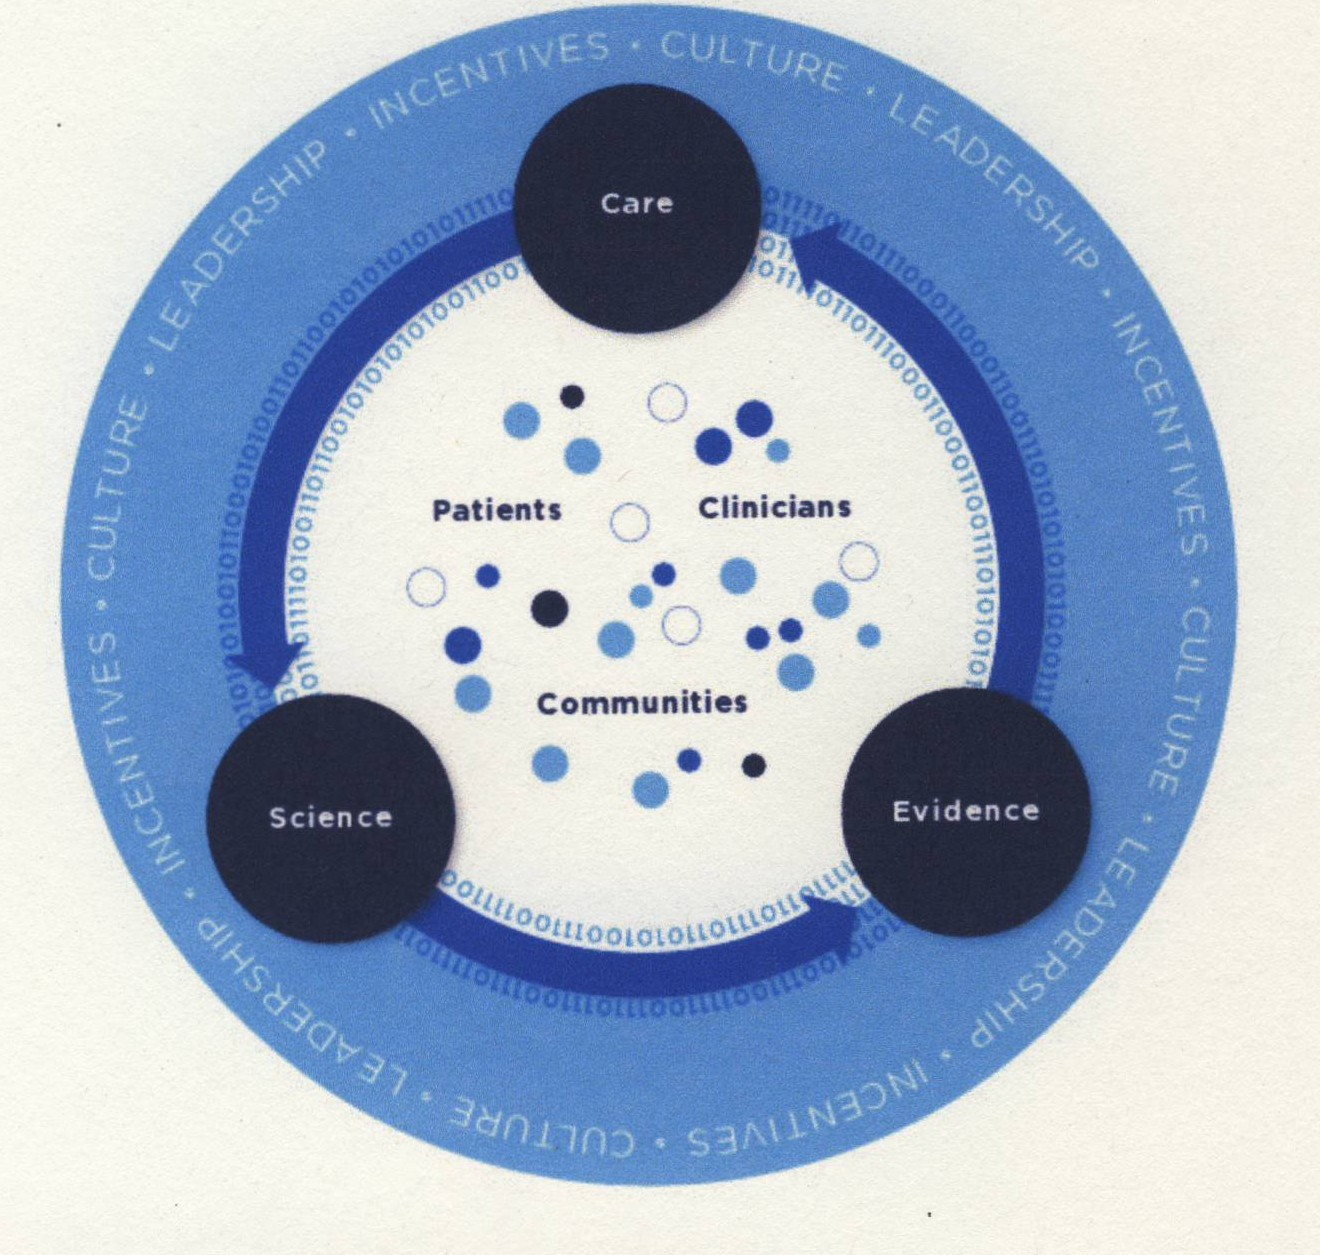 INCENTIVES • CULTURE • LEADERSHIP • INCENTIVES • CULTURE • LEADERSHIP • INCENTIVES • CULTURE • LEADERSHIP • INCENTIVES • CULTURE • LEADERSHIP •
Care
Patients
Clinicians
Communities
Science
Evidence